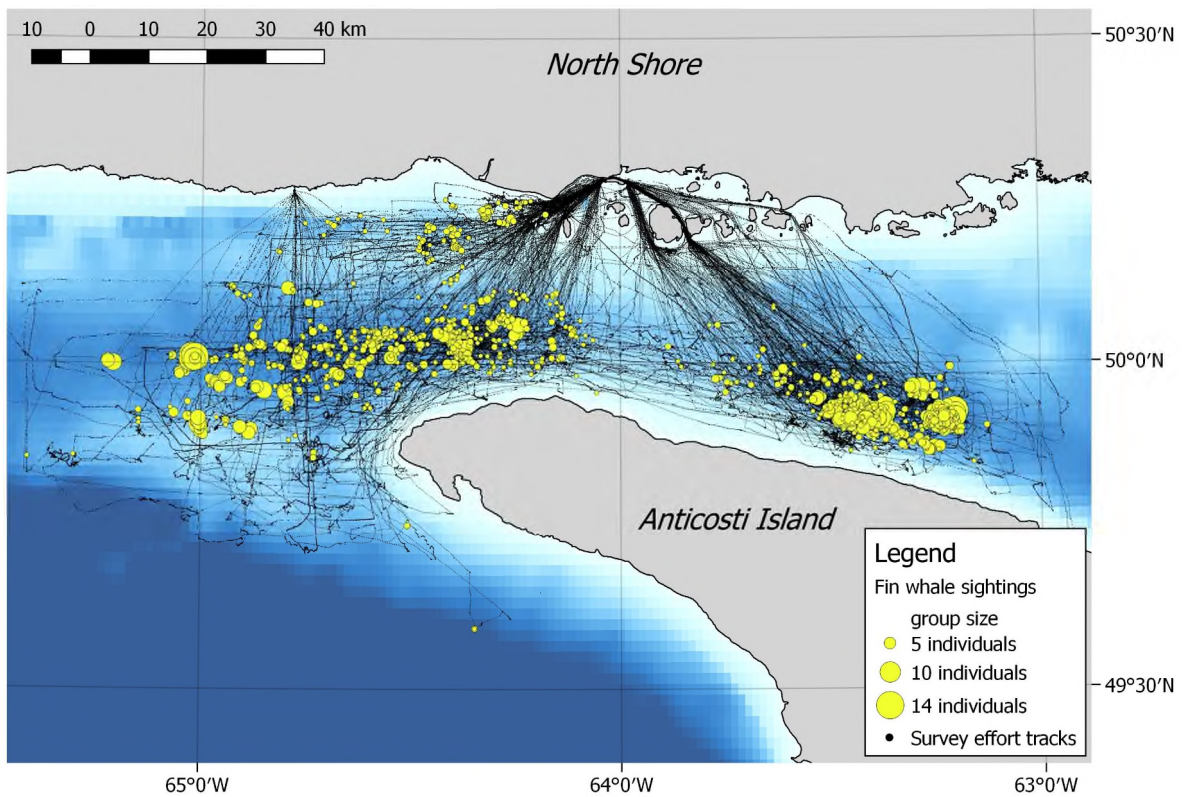 10 0 10 20 30 40 km
North Shore
50°30′N
50°0′N
Anticosti Island
Legend
Fin whale sightings
group size
5 individuals
10 individuals
14 individuals
Survey effort tracks
49°30′N
65°0′W 64°0′W 63°0′W